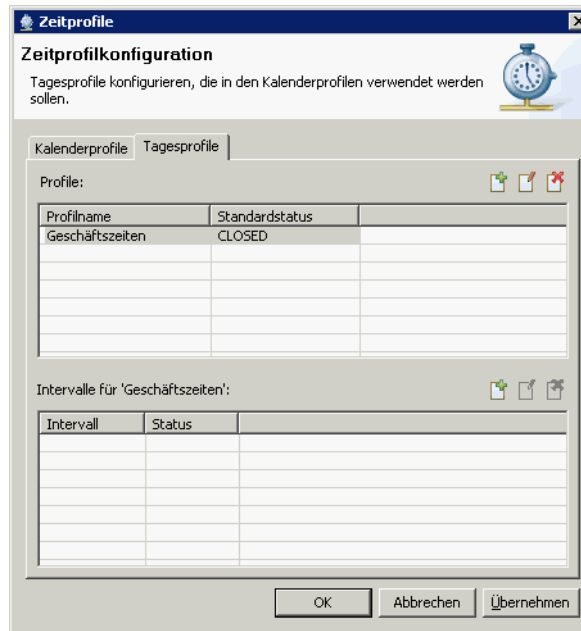 Zeitprofile
Zeitprofilkonfiguration
Tagesprofile konfigurieren, die in den Kalenderprofilen verwendet werden
sollen.
Kalenderprofile Tagesprofile
Profile:
Profilname Standardstatus
Geschäftszeiten CLOSED
Intervalle für 'Geschäftszeiten':
Intervall Status
OK Abbrechen Übernehmen